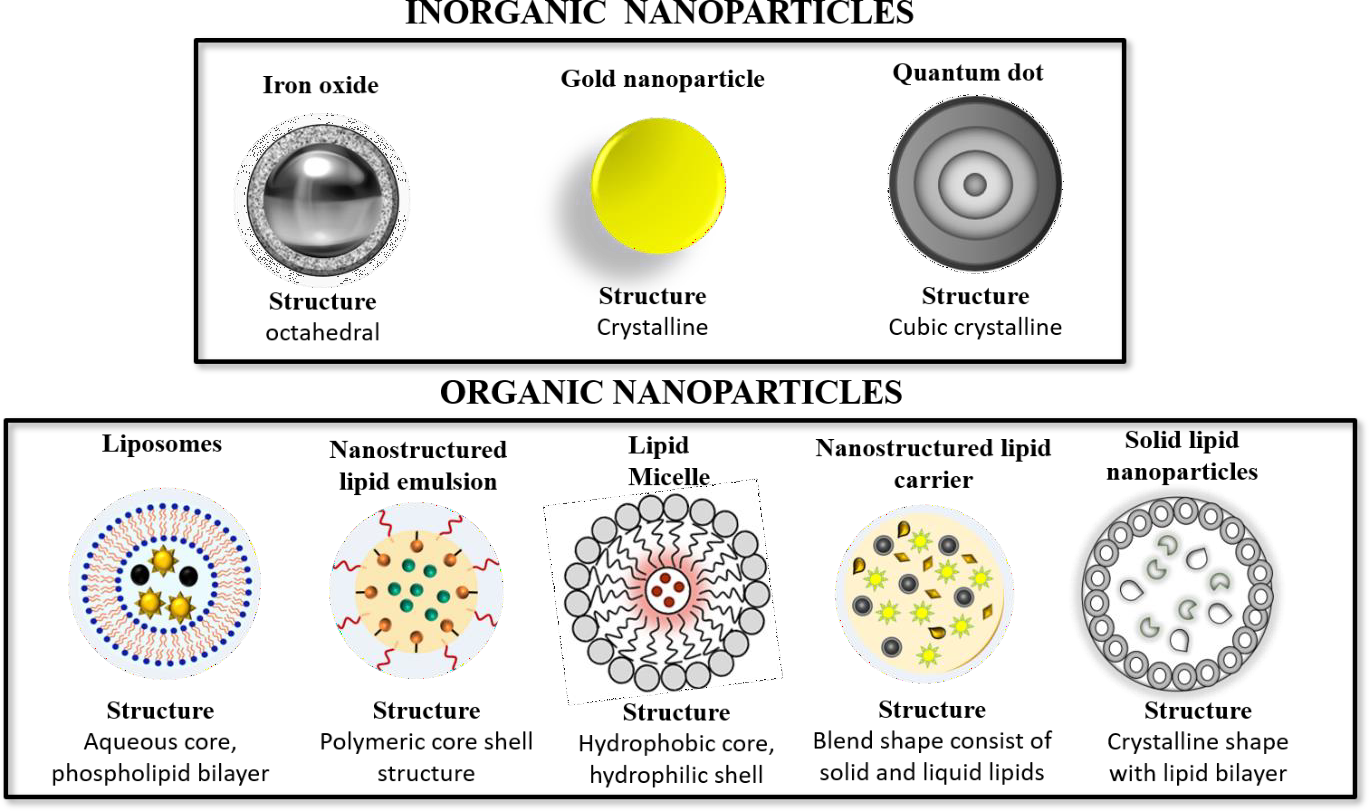 INORGANIC NANOPARTICLES
Iron oxide
Gold nanoparticle
Quantum dot
Structure
octahedral
Structure
Crystalline
Structure
Cubic crystalline
ORGANIC NANOPARTICLES
Liposomes
Nanostructured
lipid emulsion
Lipid
Micelle
Nanostructured lipid
carrier
Solid lipid
nanoparticles
Structure
Aqueous core,
phospholipid bilayer
Structure
Polymeric core shell
structure
Structure
Hydrophobic core,
hydrophilic shell
Structure
Blend shape consist of
solid and liquid lipids
Structure
Crystalline shape
with lipid bilayer